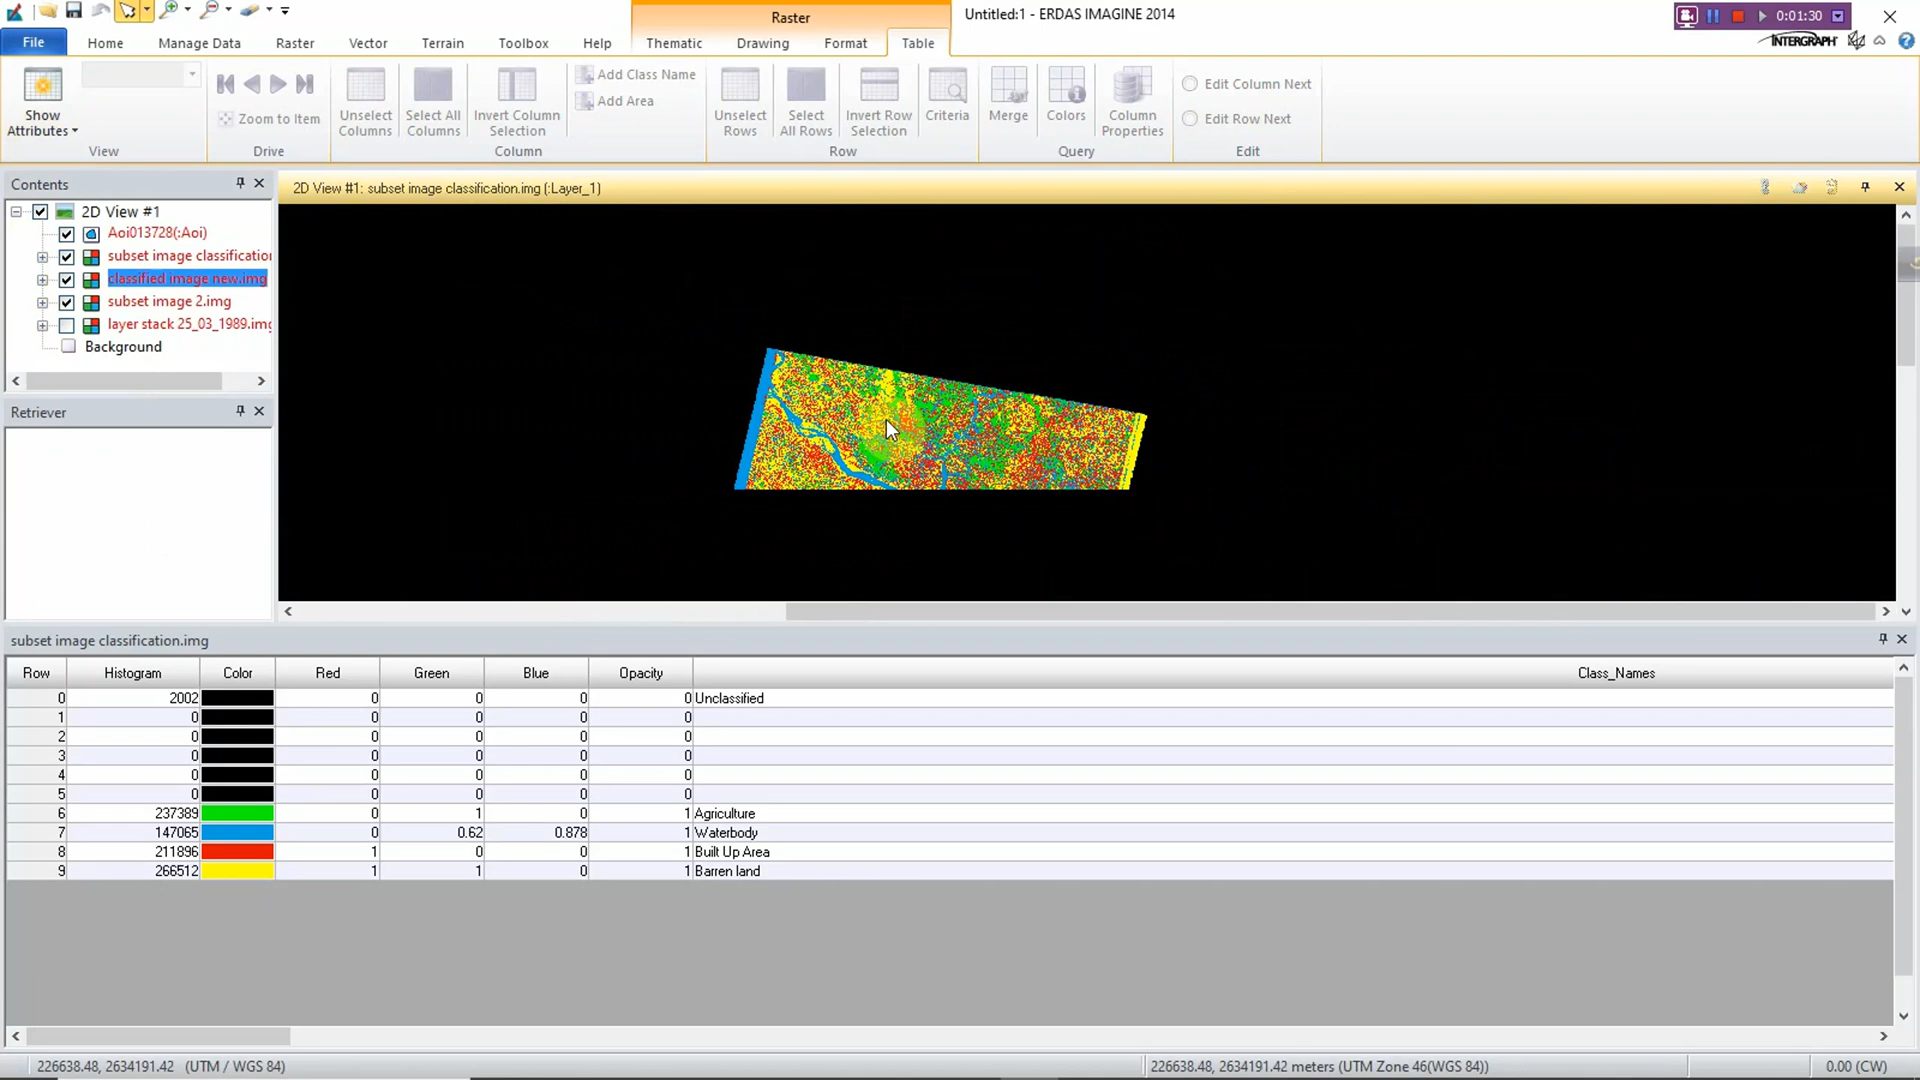 Raster
Untitled:1 - ERDAS IMAGINE 2014
0:01:30
File
Home
Manage Data
Raster
Vector
Terrain
Toolbox
Help
Thematic
Drawing
Format
Table
INTERGRAPH
Show Attributes
Zoom to Item
Unselect Columns
Select All Columns
Invert Column Selection
Add Class Name
Add Area
Unselect Rows
Select All Rows
Invert Row Selection
Criteria
Merge
Colors
Column Properties
Edit Column Next
Edit Row Next
View
Drive
Column
Row
Query
Edit
Contents
2D View #1
Aoi013728(:Aoi)
subset image classification
classified image new.img
subset image 2.img
layer stack 25_03_1989.img
Background
Retriever
2D View #1: subset image classification.img (:Layer_1)
subset image classification.img
Row Histogram Color Red Green Blue Opacity Class_Names
0 2002 0 0 0 0 Unclassified
1 0 0 0 0 0
2 0 0 0 0 0
3 0 0 0 0 0
4 0 0 0 0 0
5 0 0 0 0 0
6 237389 0 1 0 1 Agriculture
7 147065 0 0.62 0.878 1 Waterbody
8 211896 1 0 0 1 Built Up Area
9 266512 1 1 0 1 Barren land
226638.48, 2634191.42 (UTM / WGS 84)
226638.48, 2634191.42 meters (UTM Zone 46(WGS 84))
0.00 (CW)